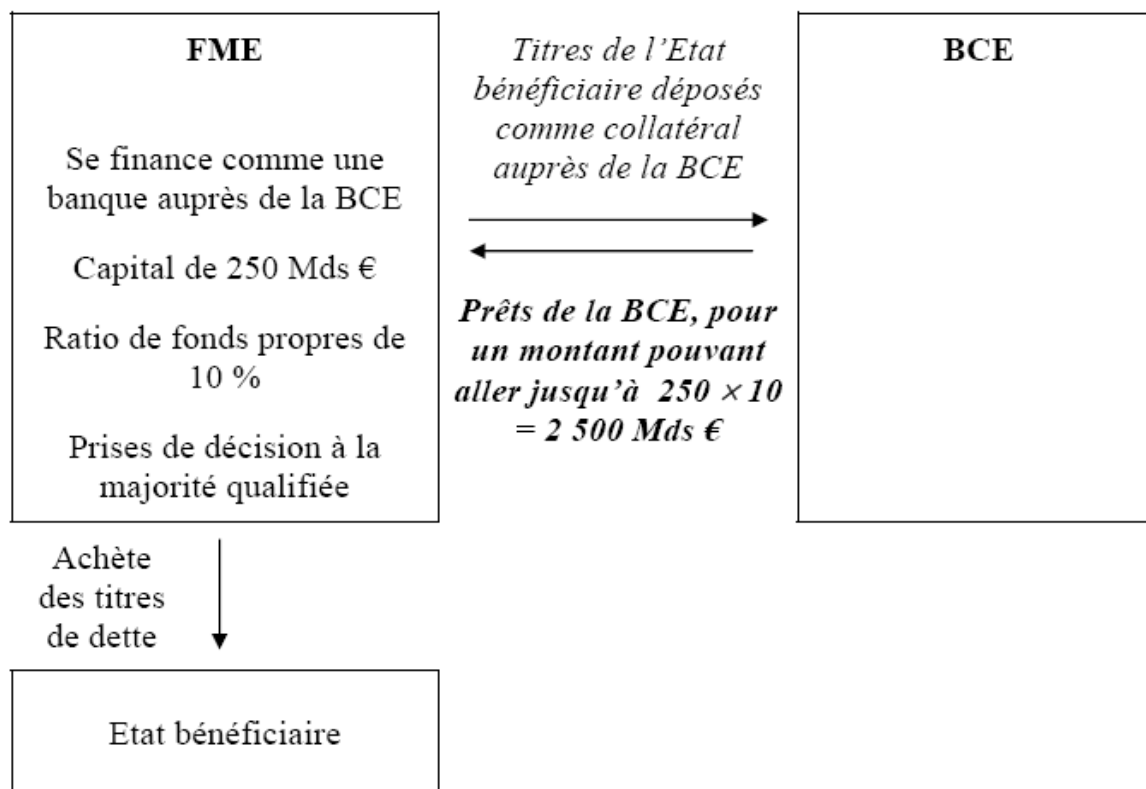 FME
Se finance comme une
banque auprès de la BCE
Capital de 250 Mds €
Ratio de fonds propres de
10 %
Prises de décision à la
majorité qualifiée
Titres de l’Etat
bénéficiaire déposés
comme collatéral
auprès de la BCE
Prêts de la BCE, pour
un montant pouvant
aller jusqu’à 250 × 10
= 2 500 Mds €
BCE
Achète
des titres
de dette
Etat bénéficiaire